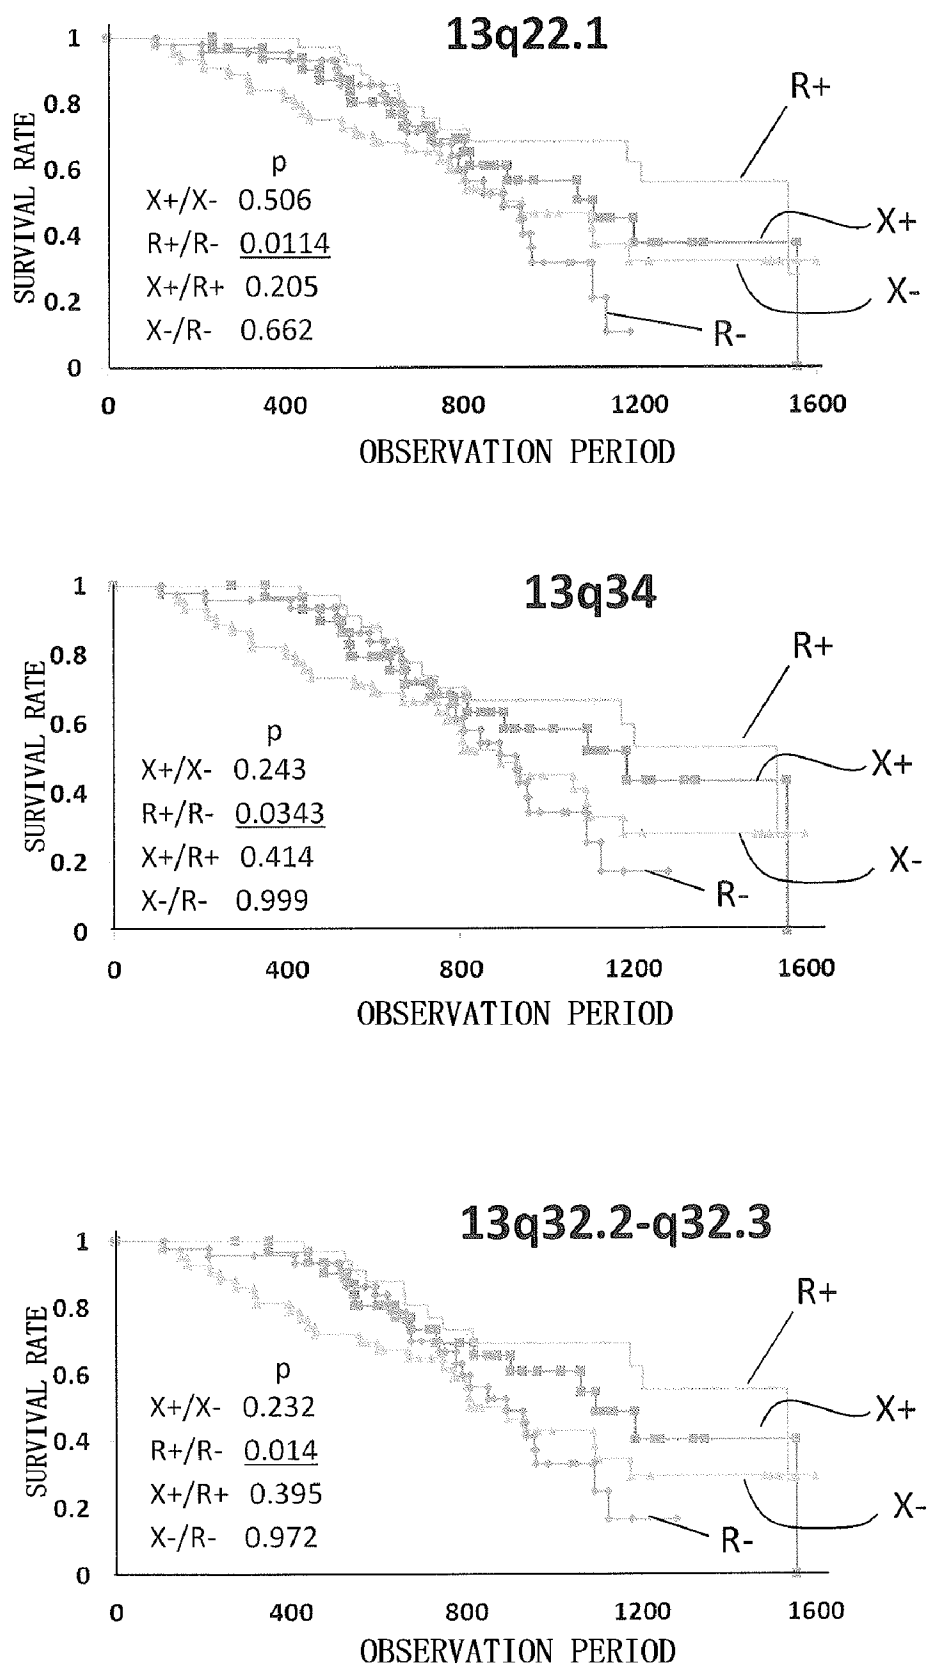 13q22.1
SURVIVAL RATE
1
0.8
0.6
0.4
0.2
0
p
X+/X- 0.506
R+/R- 0.0114
X+/R+ 0.205
X-/R- 0.662
R+
X+
X-
R-
0 400 800 1200 1600
OBSERVATION PERIOD
13q34
SURVIVAL RATE
1
0.8
0.6
0.4
0.2
0
p
X+/X- 0.243
R+/R- 0.0343
X+/R+ 0.414
X-/R- 0.999
R+
X+
X-
R-
0 400 800 1200 1600
OBSERVATION PERIOD
13q32.2-q32.3
SURVIVAL RATE
1
0.8
0.6
0.4
0.2
0
p
X+/X- 0.232
R+/R- 0.014
X+/R+ 0.395
X-/R- 0.972
R+
X+
X-
R-
0 400 800 1200 1600
OBSERVATION PERIOD